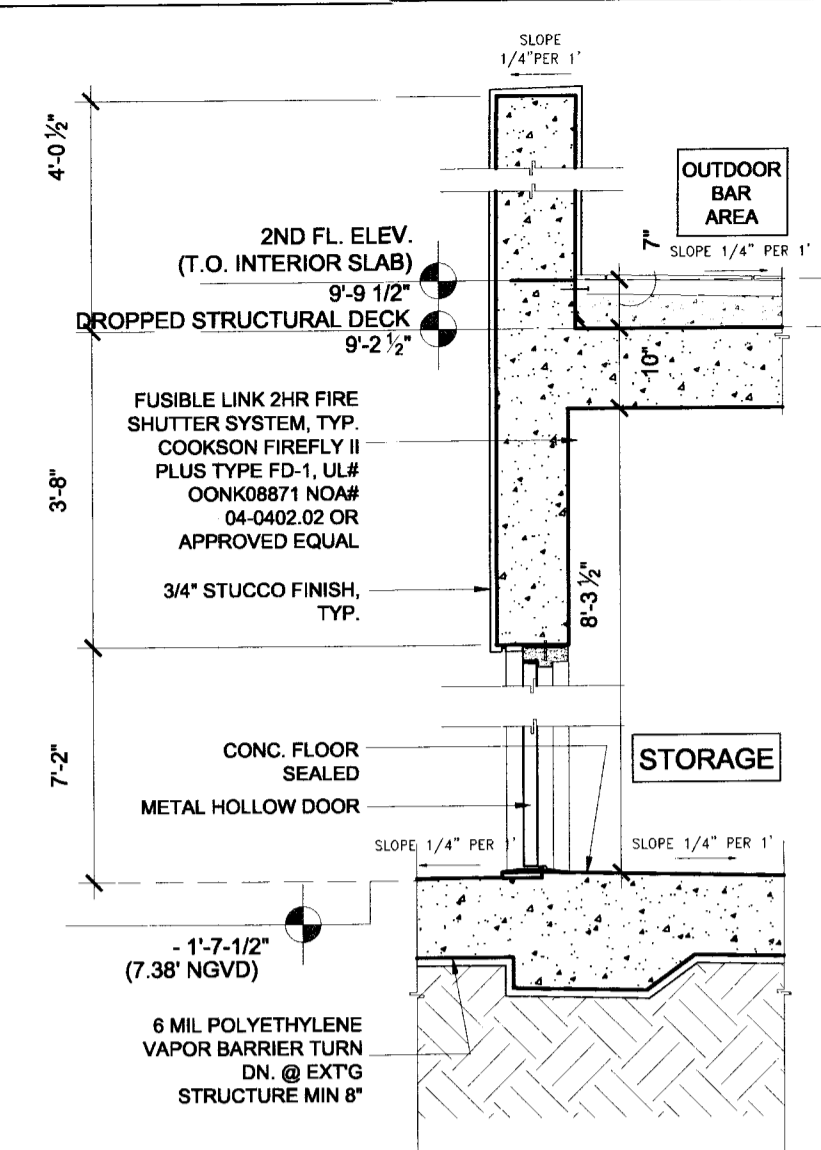 SLOPE
1/4"PER 1'
4'-0 ½"
OUTDOOR
BAR
AREA
2ND FL. ELEV.
(T.O. INTERIOR SLAB)
9'-9 1/2"
7"
SLOPE 1/4" PER 1'
DROPPED STRUCTURAL DECK
9'-2 ½"
10"
FUSIBLE LINK 2HR FIRE
SHUTTER SYSTEM, TYP.
COOKSON FIREFLY II
PLUS TYPE FD-1, UL#
OONK08871 NOA#
04-0402.02 OR
APPROVED EQUAL
3'-8"
3/4" STUCCO FINISH,
TYP.
8'-3 ½"
7'-2"
CONC. FLOOR
SEALED
STORAGE
METAL HOLLOW DOOR
SLOPE 1/4" PER 1'
SLOPE 1/4" PER 1'
- 1'-7-1/2"
(7.38' NGVD)
6 MIL POLYETHYLENE
VAPOR BARRIER TURN
DN. @ EXT'G
STRUCTURE MIN 8"